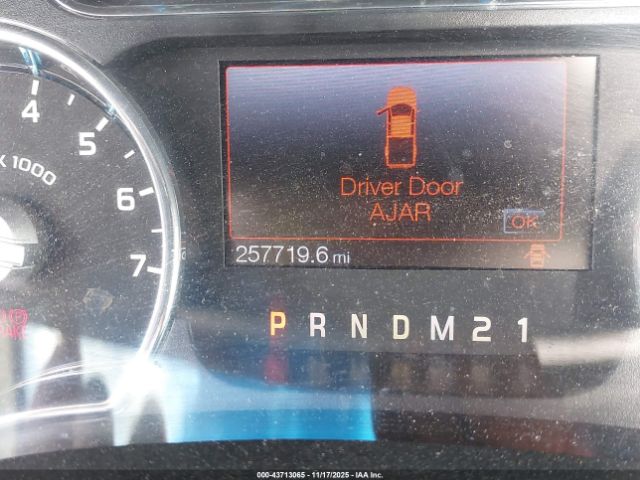 4
5
X 1000
6
7
Driver Door
AJAR
OK
257719.6 mi
P R N D M 2 1
000-43713065 - 11/17/2025 - IAA Inc.